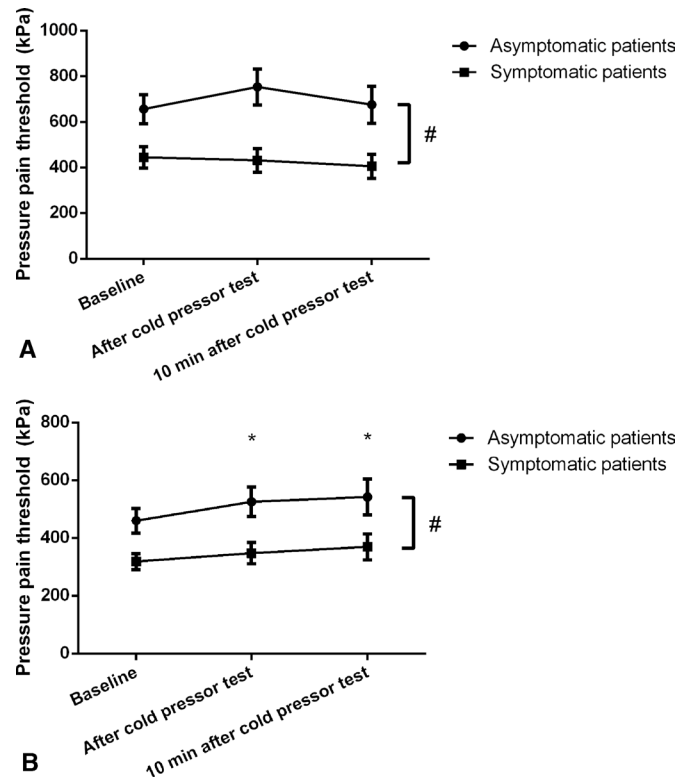 1000
800
600
400
200
0
Pressure pain threshold (kPa)
Asymptomatic patients
Symptomatic patients
#
Baseline
After cold pressor test
10 min after cold pressor test
A
800
600
400
200
0
Pressure pain threshold (kPa)
* *
Asymptomatic patients
Symptomatic patients
#
Baseline
After cold pressor test
10 min after cold pressor test
B